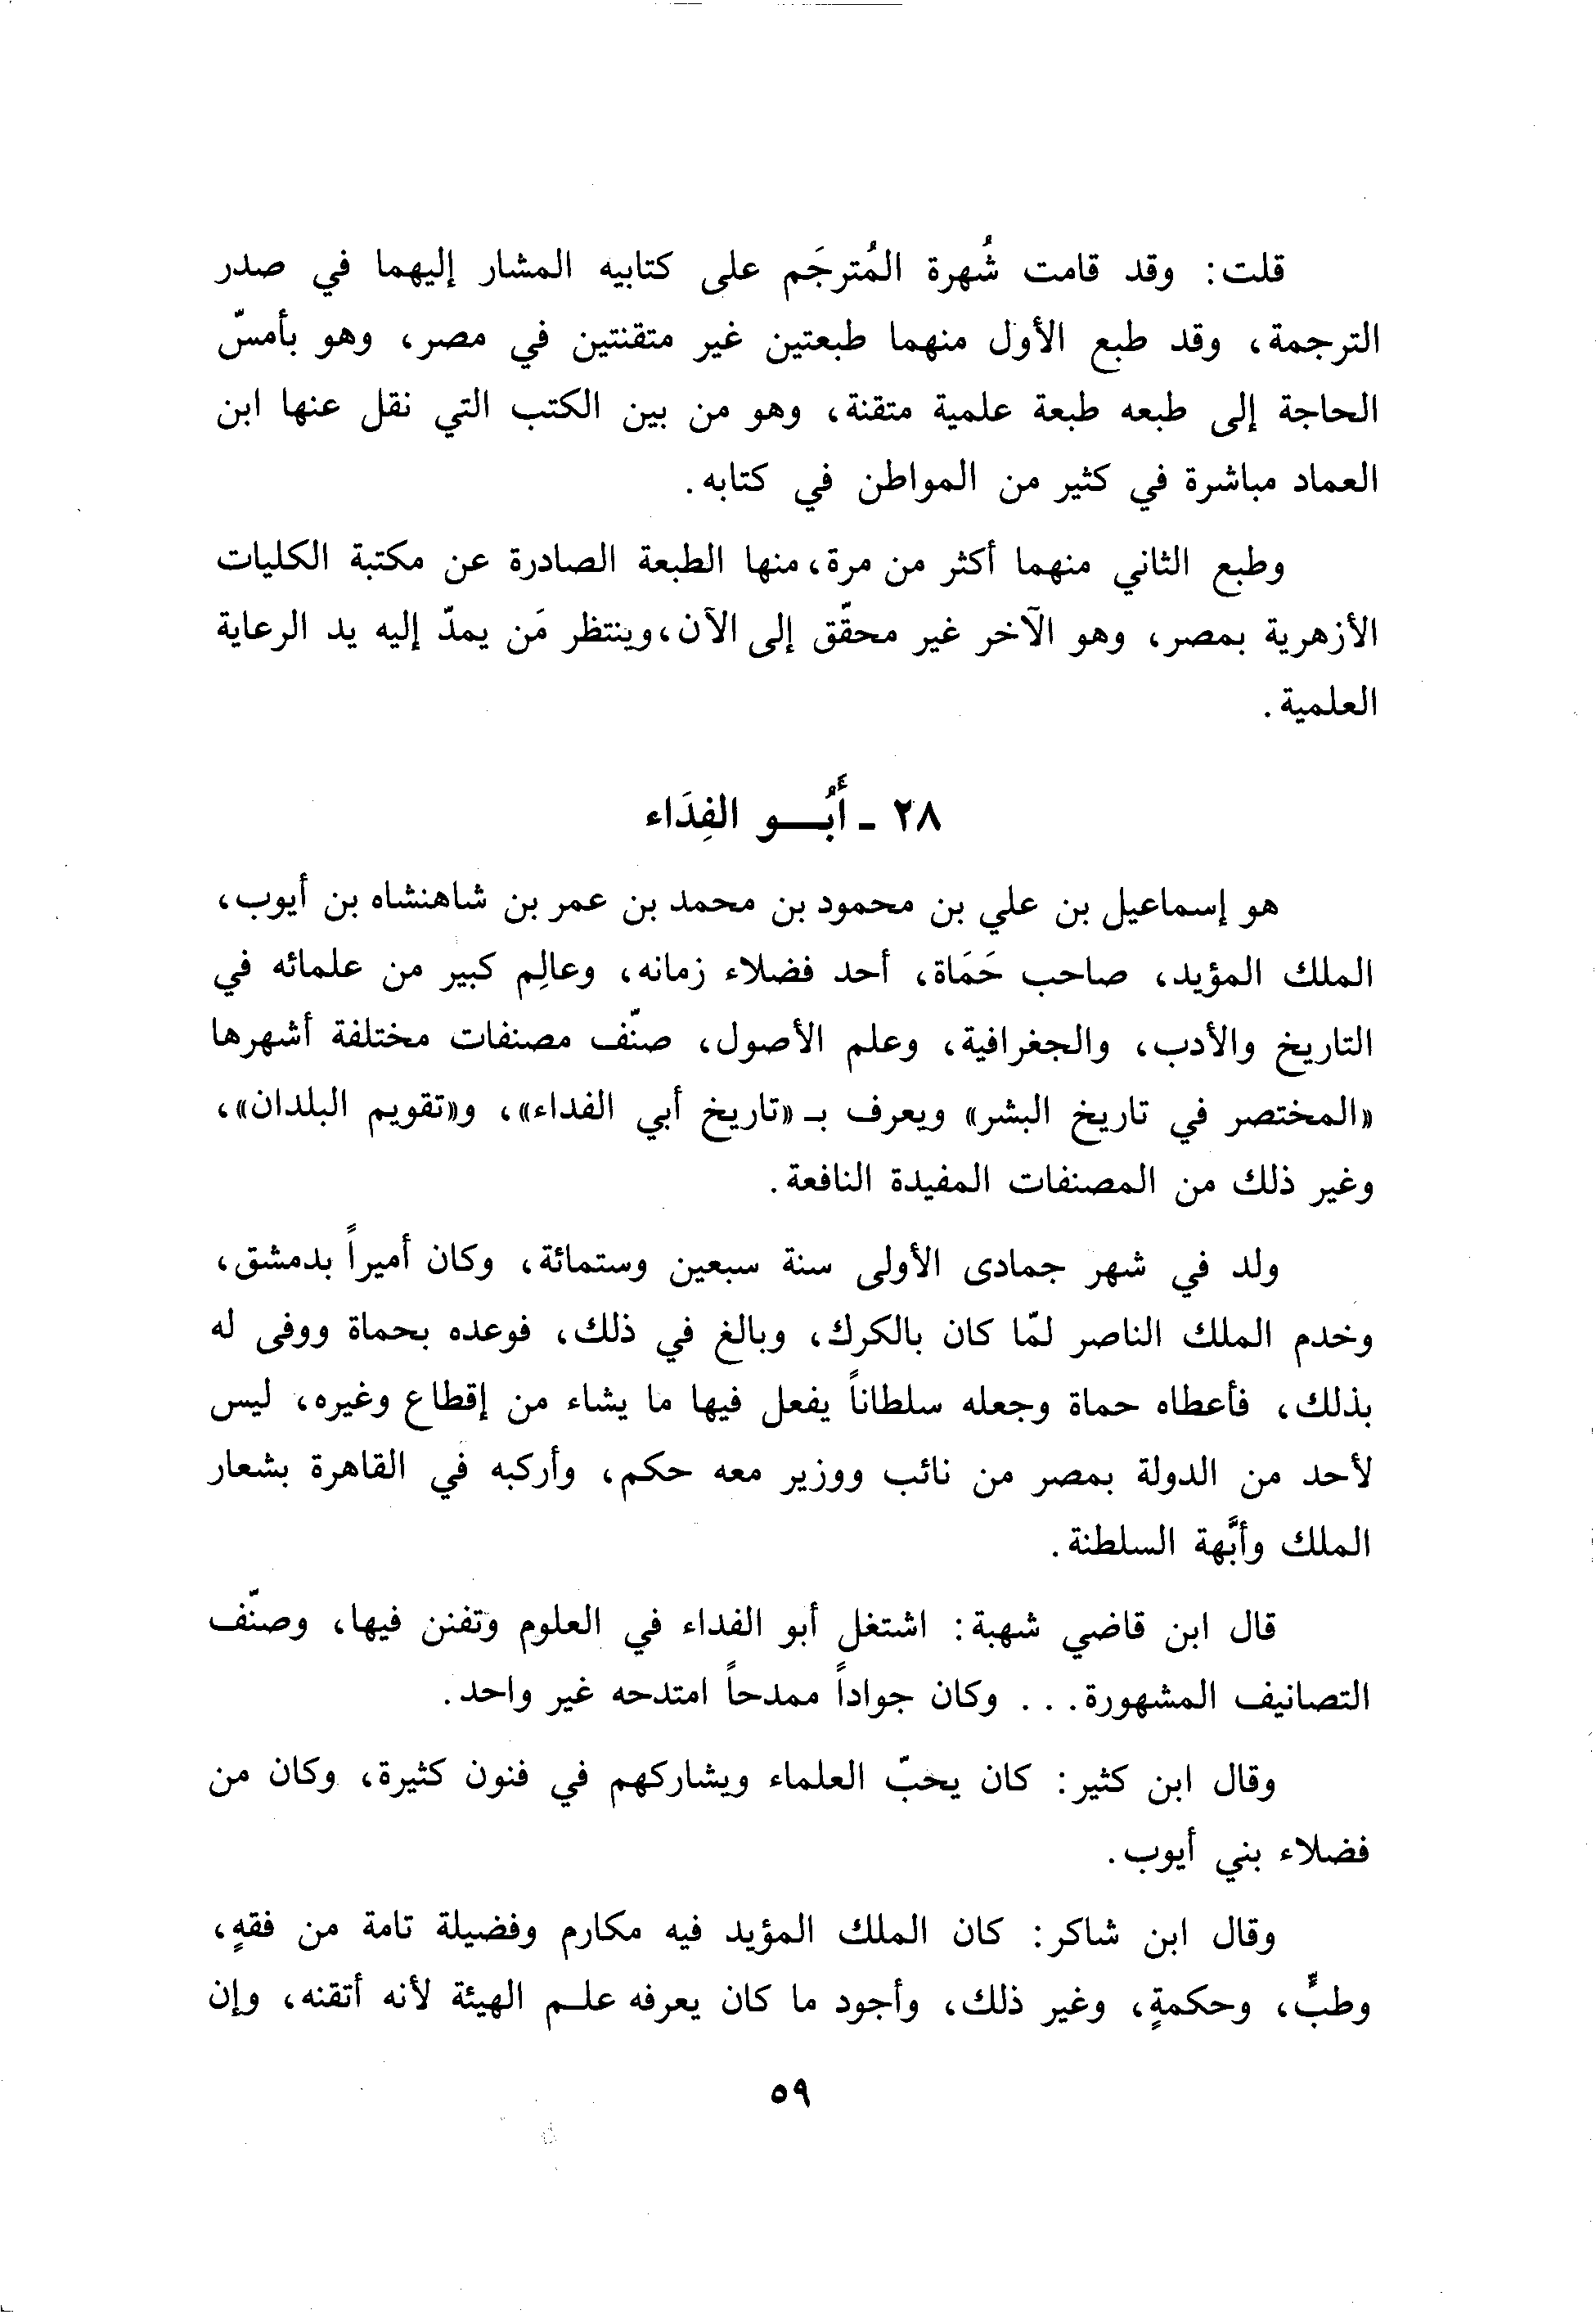 قلت: وقد قامت شُهرة المُترجَم على كتابيه المشار إليهما في صدر
الترجمة، وقد طبع الأول منهما طبعتين غير متقنتين في مصر، وهو بأمسّ
الحاجة إلى طبعه طبعة علمية متقنة، وهو من بين الكتب التي نقل عنها ابن
العماد مباشرة في كثير من المواطن في كتابه.
وطبع الثاني منهما أكثر من مرة، منها الطبعة الصادرة عن مكتبة الكليات
الأزهرية بمصر، وهو الآخر غير محقّق إلى الآن، وينتظر مَن يمدّ إليه يد الرعاية
العلمية.
٢٨ - أَبُـــو الفِدَاء
هو إسماعيل بن علي بن محمود بن محمد بن عمر بن شاهنشاه بن أيوب،
الملك المؤيد، صاحب حَمَاة، أحد فضلاء زمانه، وعالِم كبير من علمائه في
التاريخ والأدب، والجغرافية، وعلم الأصول، صنّف مصنفات مختلفة أشهرها
«المختصر في تاريخ البشر» ويعرف بـ «تاريخ أبي الفداء»، و«تقويم البلدان»،
وغير ذلك من المصنفات المفيدة النافعة.
ولد في شهر جمادى الأولى سنة سبعين وستمائة، وكان أميراً بدمشق،
وخدم الملك الناصر لمّا كان بالكرك، وبالغ في ذلك، فوعده بحماة ووفى له
بذلك، فأعطاه حماة وجعله سلطاناً يفعل فيها ما يشاء من إقطاع وغيره، ليس
لأحد من الدولة بمصر من نائب ووزير معه حكم، وأركبه في القاهرة بشعار
الملك وأبَّهة السلطنة.
قال ابن قاضي شهبة: اشتغل أبو الفداء في العلوم وتفنن فيها، وصنّف
التصانيف المشهورة. . . وكان جواداً ممدحاً امتدحه غير واحد.
وقال ابن كثير: كان يحبّ العلماء ويشاركهم في فنون كثيرة، وكان من
فضلاء بني أيوب.
وقال ابن شاكر: كان الملك المؤيد فيه مكارم وفضيلة تامة من فقهٍ،
وطبٍّ، وحكمةٍ، وغير ذلك، وأجود ما كان يعرفه علـم الهيئة لأنه أتقنه، وإن
٥٩